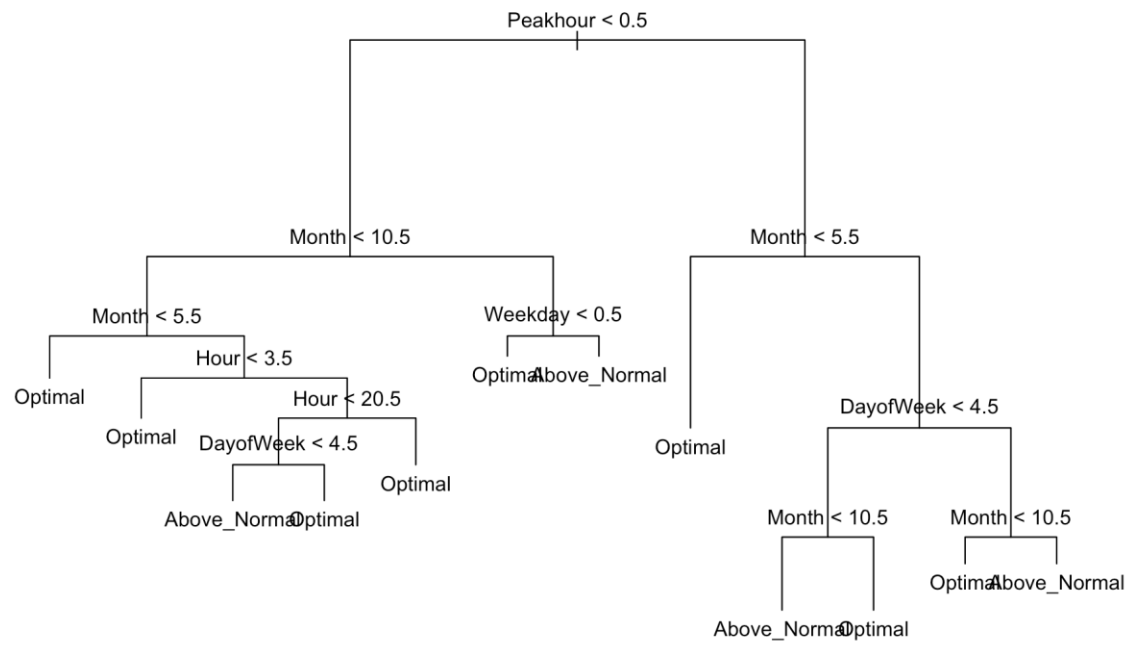 Peakhour < 0.5
Month < 10.5
Month < 5.5
Month < 5.5
Weekday < 0.5
Hour < 3.5
Optimal
Above_Normal
Optimal
Hour < 20.5
DayofWeek < 4.5
Optimal
DayofWeek < 4.5
Optimal
Optimal
Above_Normal
Optimal
Month < 10.5
Month < 10.5
Optimal
Above_Normal
Above_Normal
Optimal